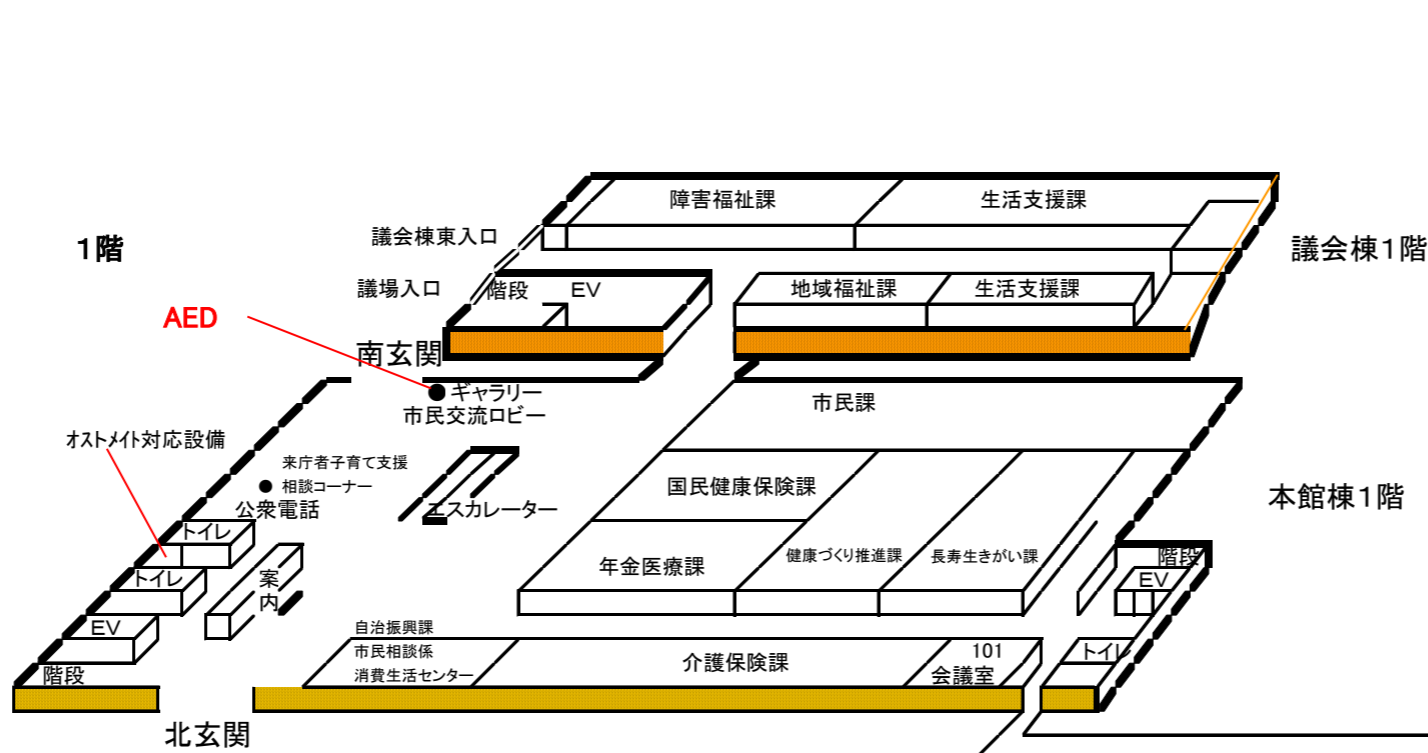 障害福祉課
生活支援課
議会棟東入口
1階
議会棟1階
議場入口
階段
EV
地域福祉課
生活支援課
AED
南玄関
ギャラリー
市民交流ロビー
市民課
オストメイト対応設備
来庁者子育て支援
相談コーナー
公衆電話
エスカレーター
国民健康保険課
本館棟1階
トイレ
トイレ
案
内
年金医療課
健康づくり推進課
長寿生きがい課
階段
EV
EV
自治振興課
市民相談係
消費生活センター
介護保険課
101
会議室
トイレ
階段
北玄関